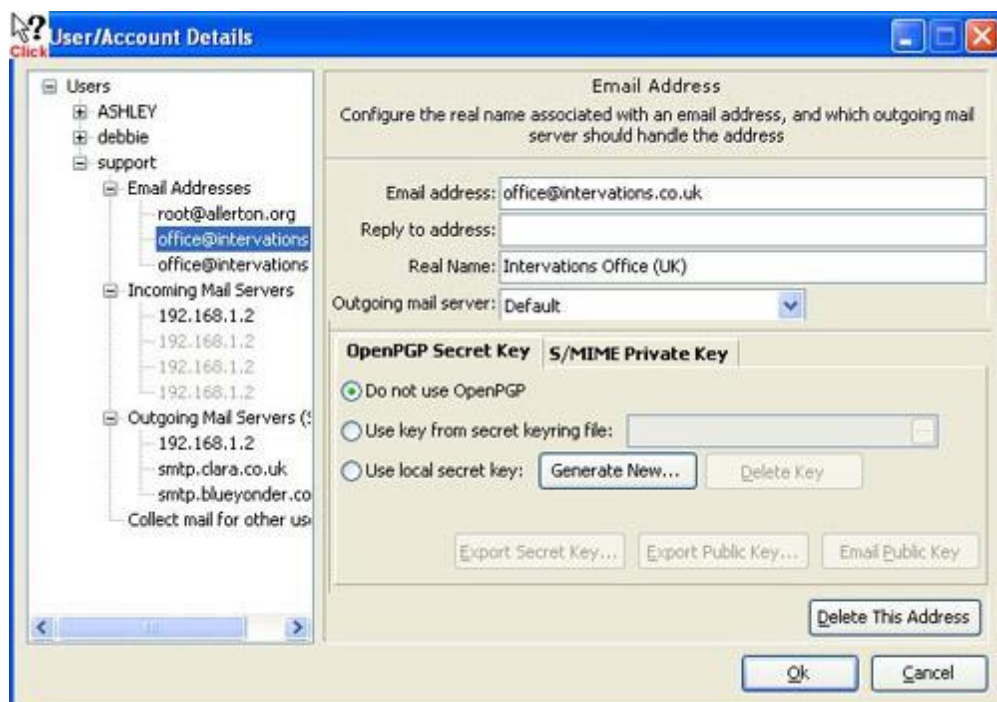 ?
Click
User/Account Details
Users
ASHLEY
debbie
support
Email Addresses
root@allerton.org
office@intervations
office@intervations
Incoming Mail Servers
192.168.1.2
192.168.1.2
192.168.1.2
192.168.1.2
Outgoing Mail Servers (S
192.168.1.2
smtp.clara.co.uk
smtp.blueyonder.co
Collect mail for other us
Email Address
Configure the real name associated with an email address, and which outgoing mail
server should handle the address
Email address: office@intervations.co.uk
Reply to address:
Real Name: Intervations Office (UK)
Outgoing mail server: Default
OpenPGP Secret Key S/MIME Private Key
Do not use OpenPGP
Use key from secret keyring file: ...
Use local secret key: Generate New... Delete Key
Export Secret Key... Export Public Key... Email Public Key
Delete This Address
Ok Cancel